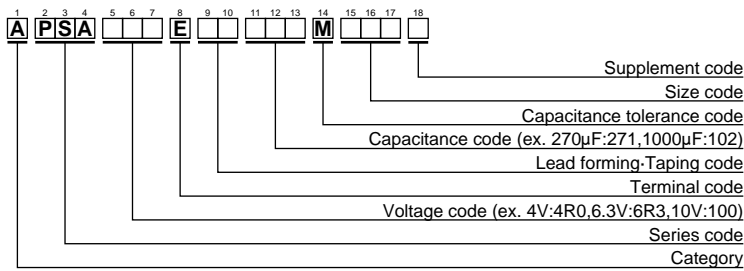 1 2 3 4 5 6 7 8 9 10 11 12 13 14 15 16 17 18
A P S A E M
Supplement code
Size code
Capacitance tolerance code
Capacitance code (ex. 270µF:271,1000µF:102)
Lead forming·Taping code
Terminal code
Voltage code (ex. 4V:4R0,6.3V:6R3,10V:100)
Series code
Category